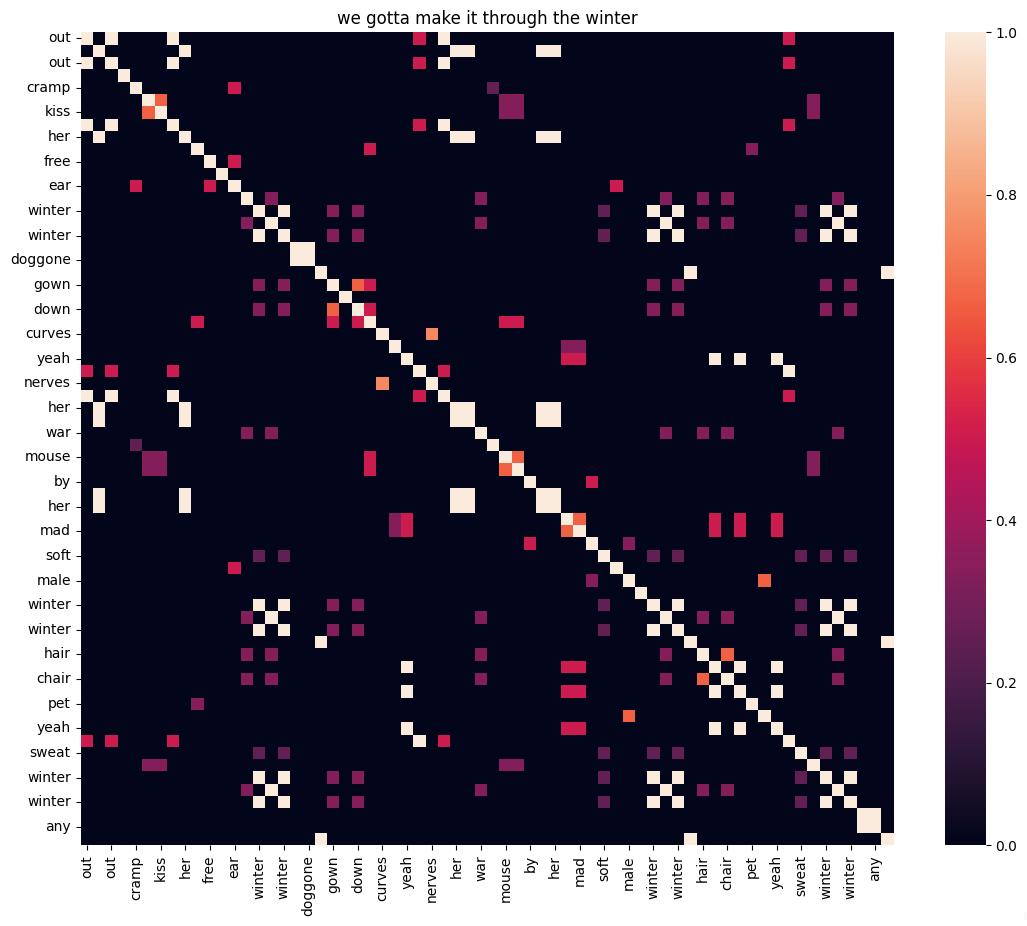 we gotta make it through the winter
out
out
cramp
kiss
her
free
ear
winter
winter
doggone
gown
down
curves
yeah
nerves
her
war
mouse
by
her
mad
soft
male
winter
winter
hair
chair
pet
yeah
sweat
winter
winter
any
1.0
0.8
0.6
0.4
0.2
0.0
out
out
cramp
kiss
her
free
ear
winter
winter
doggone
gown
down
curves
yeah
nerves
her
war
mouse
by
her
mad
soft
male
winter
winter
hair
chair
pet
yeah
sweat
winter
winter
any